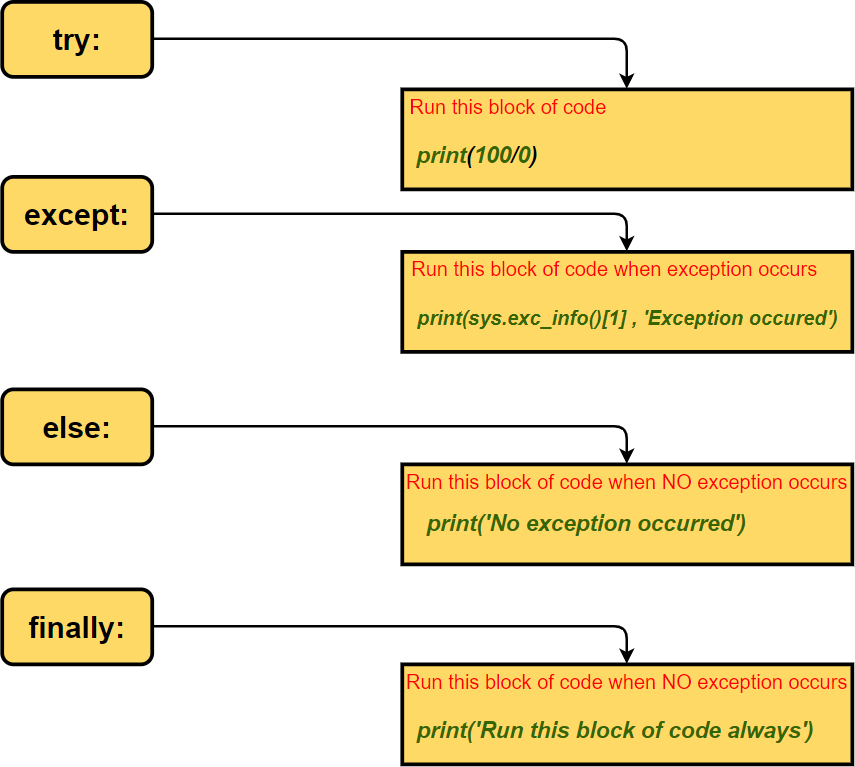 try:
Run this block of code
print(100/0)
except:
Run this block of code when exception occurs
print(sys.exc_info()[1] , 'Exception occured')
else:
Run this block of code when NO exception occurs
print('No exception occurred')
finally:
Run this block of code when NO exception occurs
print('Run this block of code always')